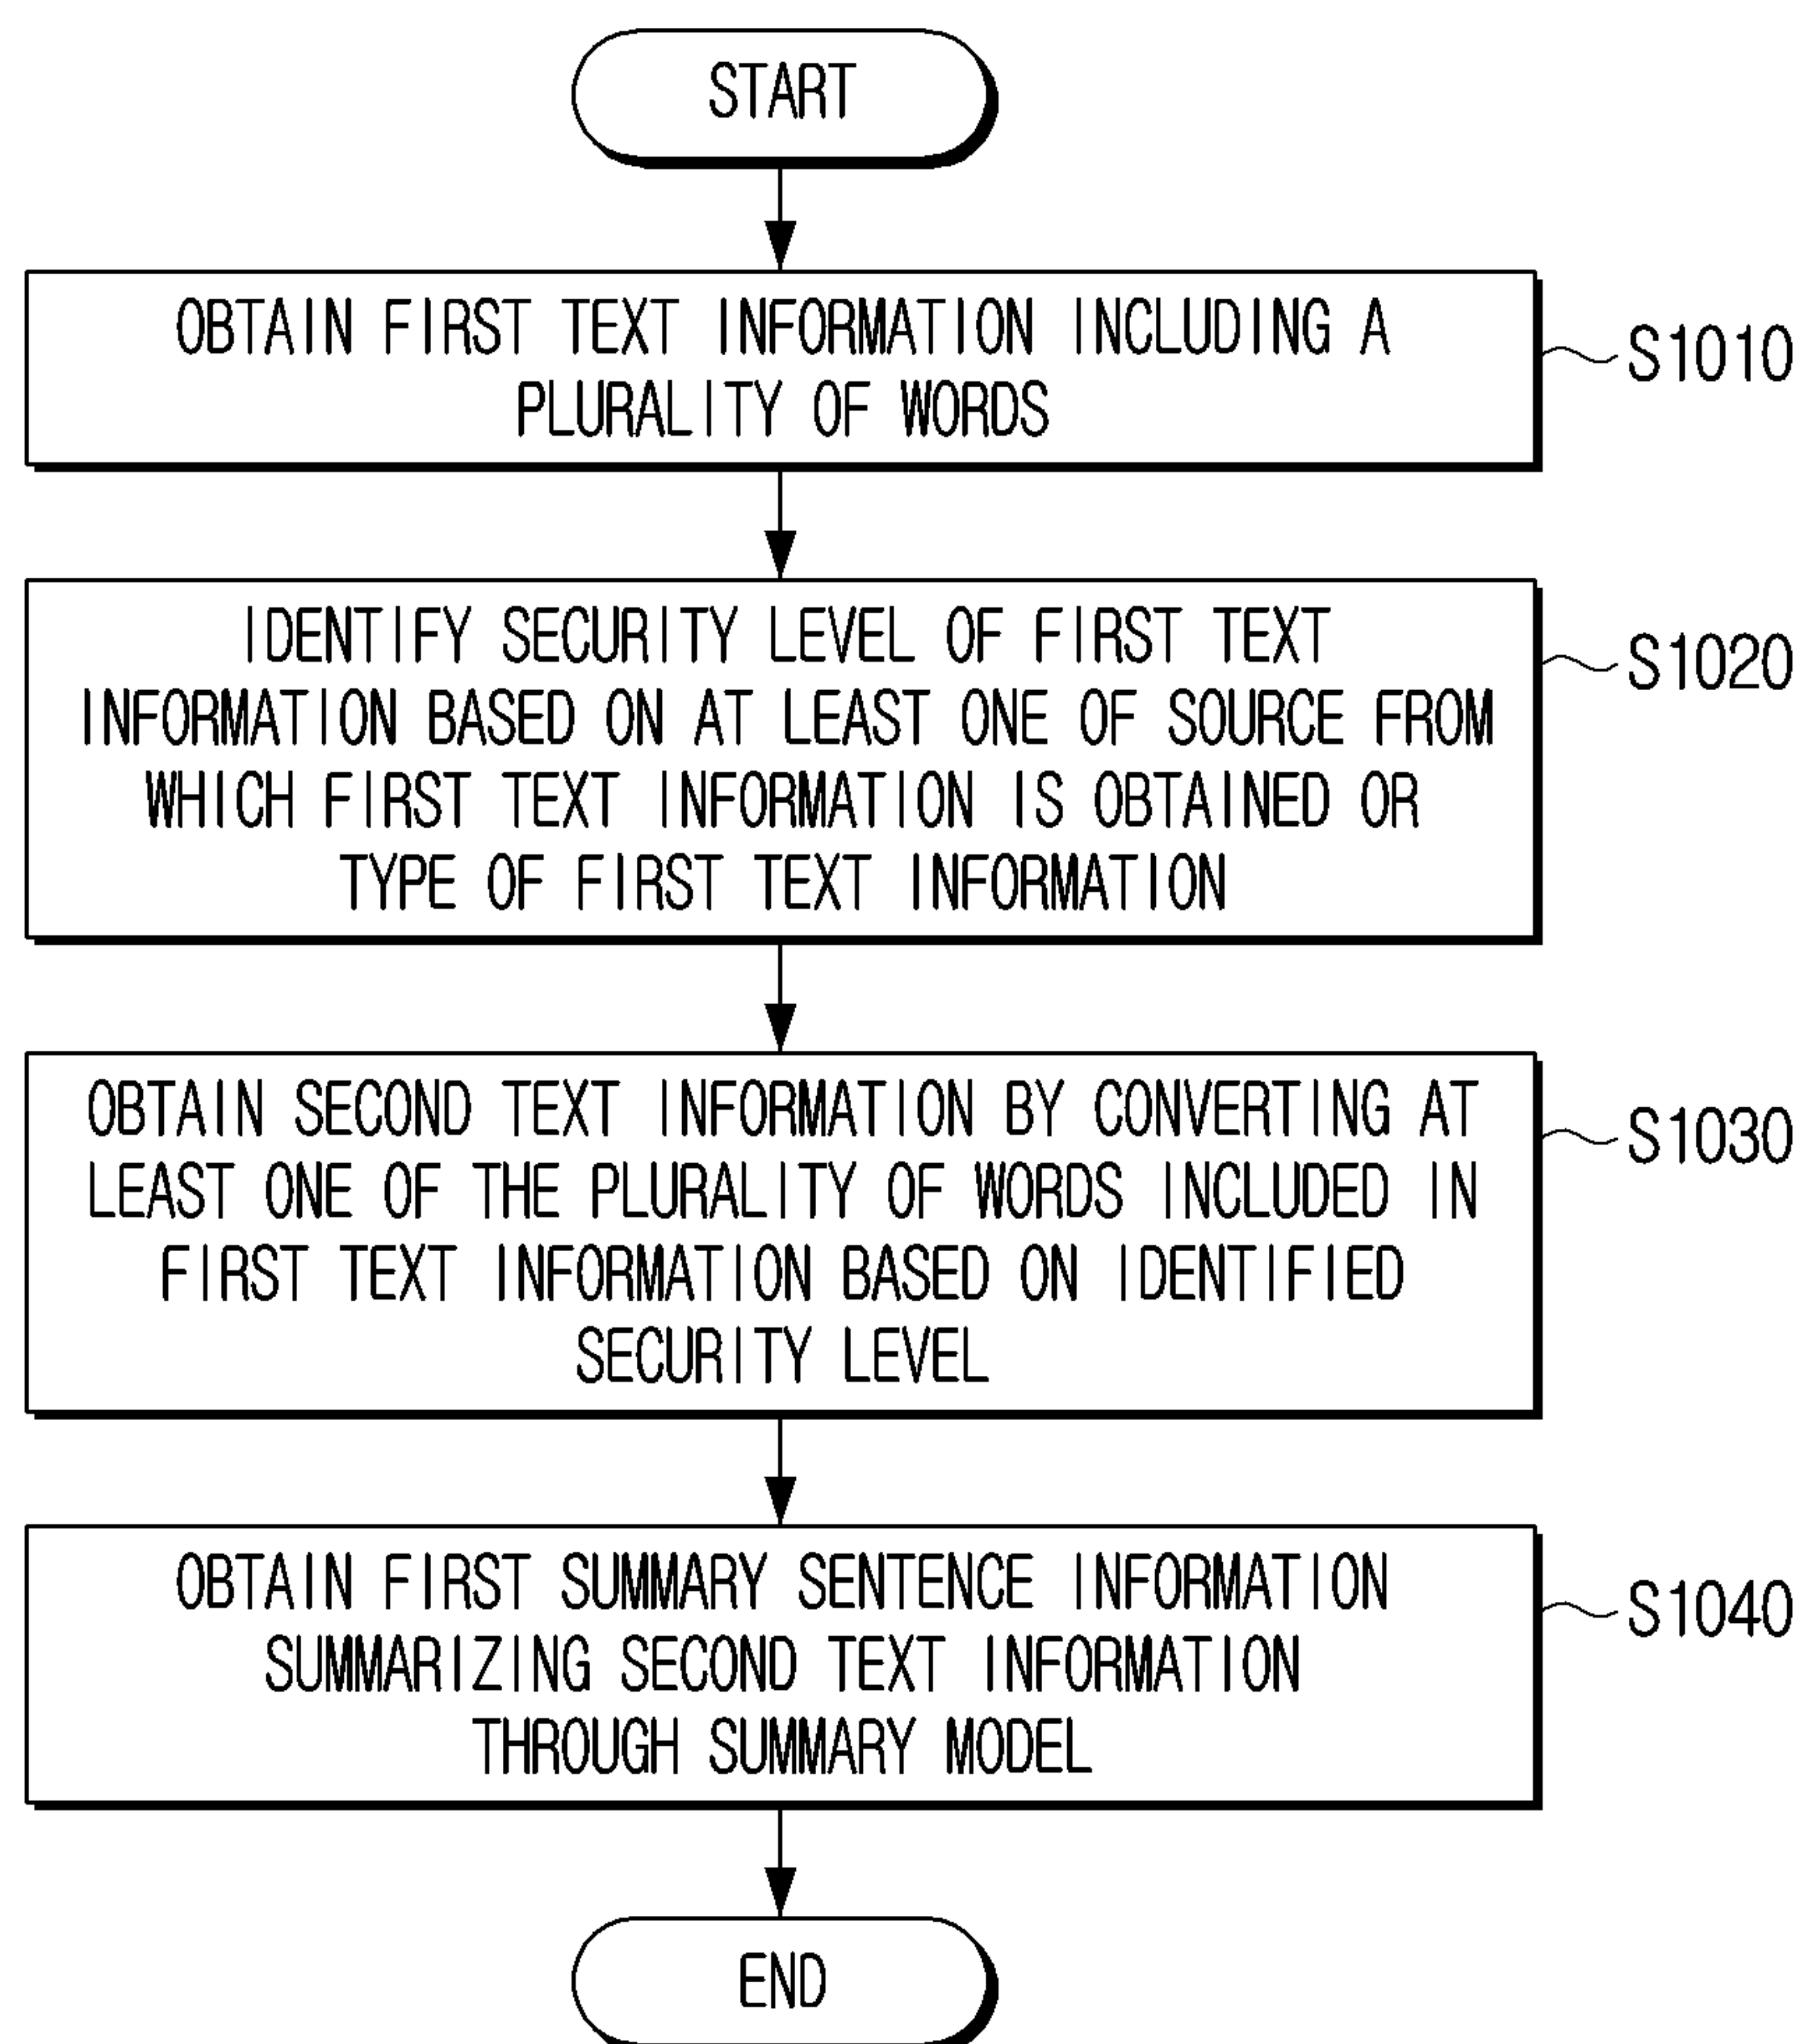 START
OBTAIN FIRST TEXT INFORMATION INCLUDING A
PLURALITY OF WORDS
S1010
IDENTIFY SECURITY LEVEL OF FIRST TEXT
INFORMATION BASED ON AT LEAST ONE OF SOURCE FROM
WHICH FIRST TEXT INFORMATION IS OBTAINED OR
TYPE OF FIRST TEXT INFORMATION
S1020
OBTAIN SECOND TEXT INFORMATION BY CONVERTING AT
LEAST ONE OF THE PLURALITY OF WORDS INCLUDED IN
FIRST TEXT INFORMATION BASED ON IDENTIFIED
SECURITY LEVEL
S1030
OBTAIN FIRST SUMMARY SENTENCE INFORMATION
SUMMARIZING SECOND TEXT INFORMATION
THROUGH SUMMARY MODEL
S1040
END